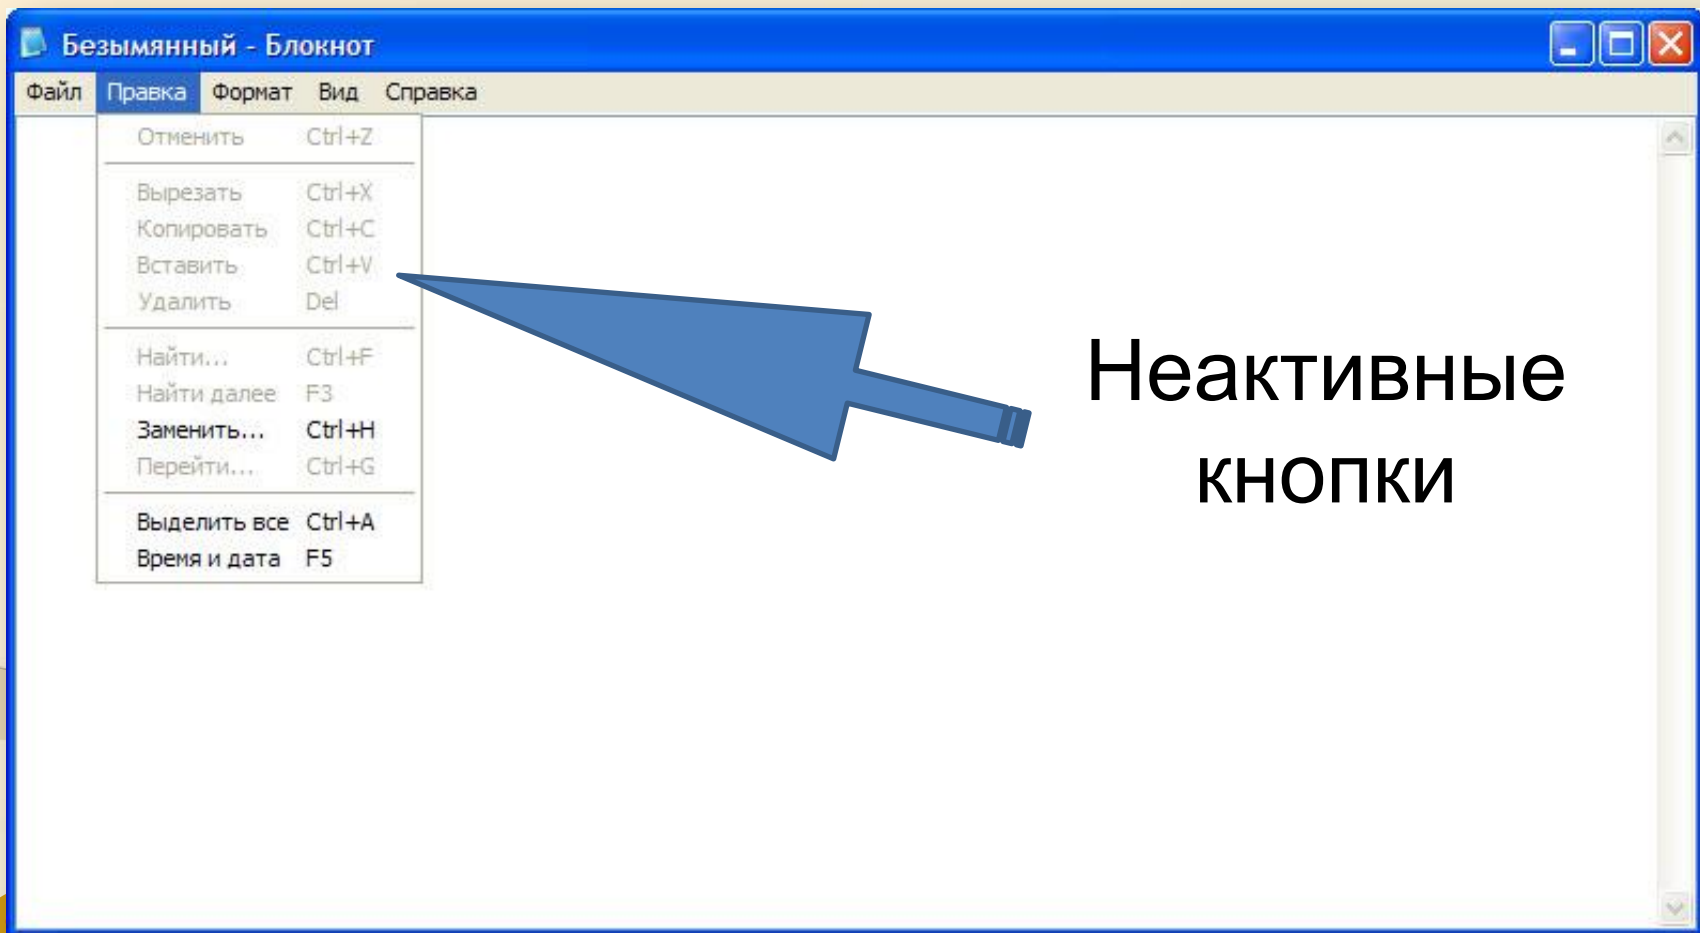 Безымянный - Блокнот
Файл Правка Формат Вид Справка
Отменить Ctrl+Z
Вырезать Ctrl+X
Копировать Ctrl+C
Вставить Ctrl+V
Удалить Del
Найти... Ctrl+F
Найти далее F3
Заменить... Ctrl+H
Перейти... Ctrl+G
Выделить все Ctrl+A
Время и дата F5
Неактивные
кнопки